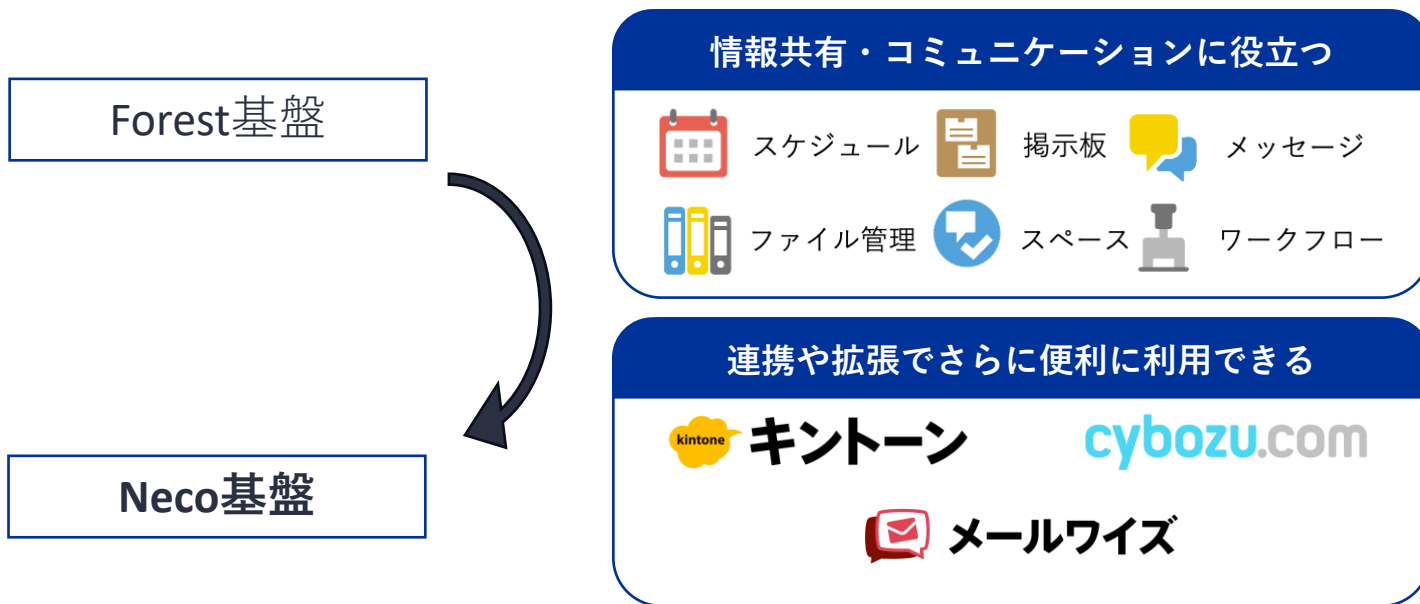 Forest基盤
Neco基盤
情報共有・コミュニケーションに役立つ
スケジュール 掲示板 メッセージ
ファイル管理 スペース ワークフロー
連携や拡張でさらに便利に利用できる
kintone キントーン cybozu.com
メールワイズ